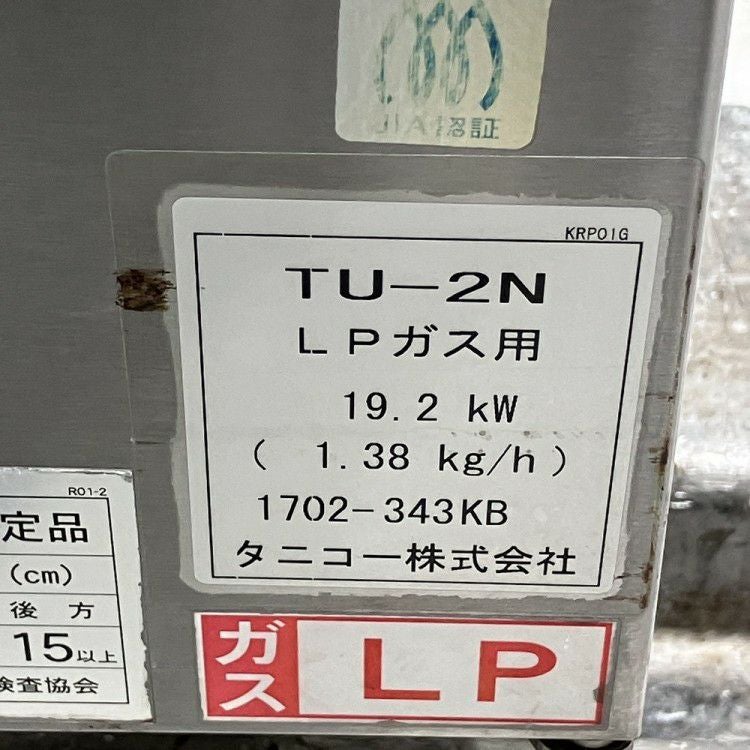 JIA認証
KRP01G
TU-2N
LPガス用
19.2 kW
( 1.38 kg/h )
1702-343KB
タニコー株式会社
R01-2
定品
(cm)
後方
15以上
検査協会
ガス
LP